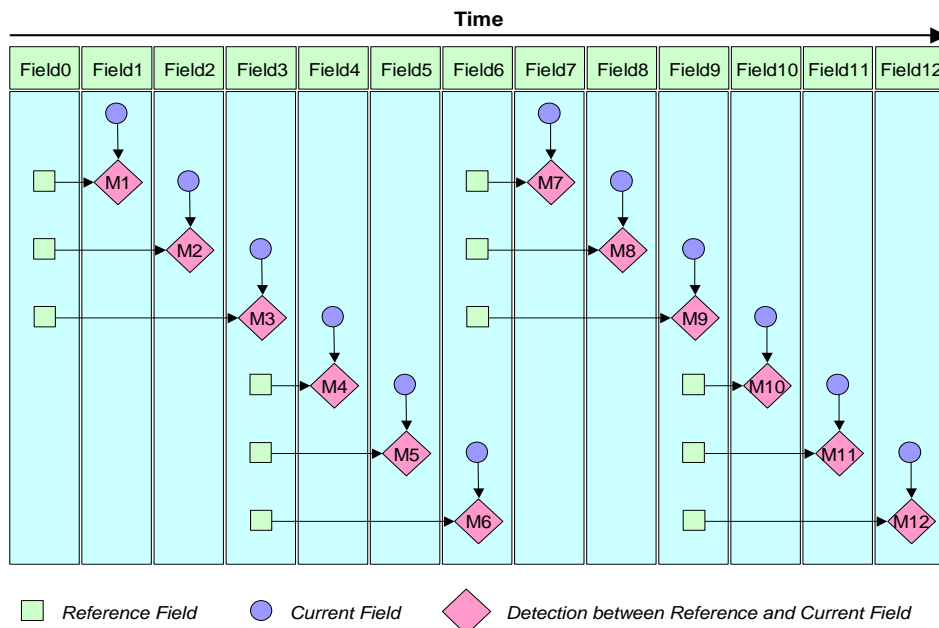 Time
Field0 Field1 Field2 Field3 Field4 Field5 Field6 Field7 Field8 Field9 Field10 Field11 Field12
M1 M7
M2 M8
M3 M9
M4 M10
M5 M11
M6 M12
Reference Field Current Field Detection between Reference and Current Field